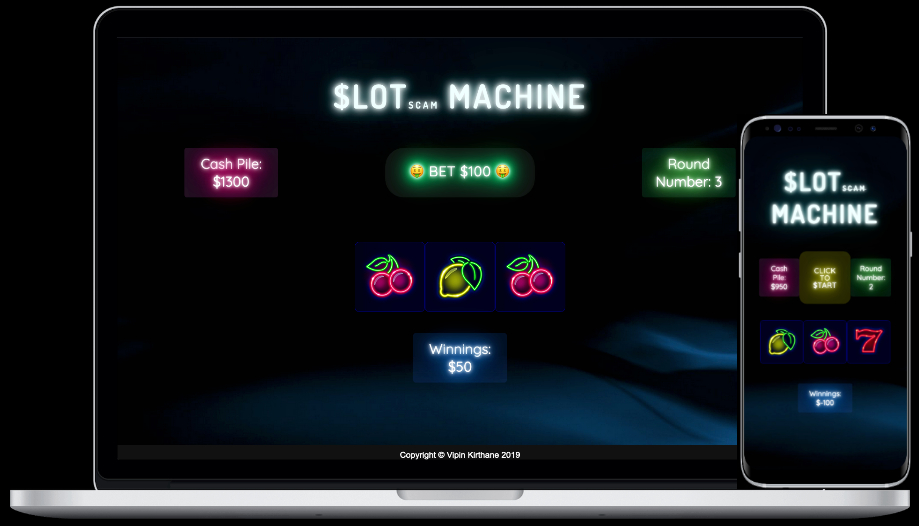 $LOT SCAM MACHINE
Cash Pile:
$1300
🤑 BET $100 🤑
Round
Number: 3
Winnings:
$50
Copyright © Vipin Kirthane 2019
$LOT SCAM
MACHINE
Cash
Pile:
$950
CLICK
TO
$TART
Round
Number:
2
7
Winnings:
$-100